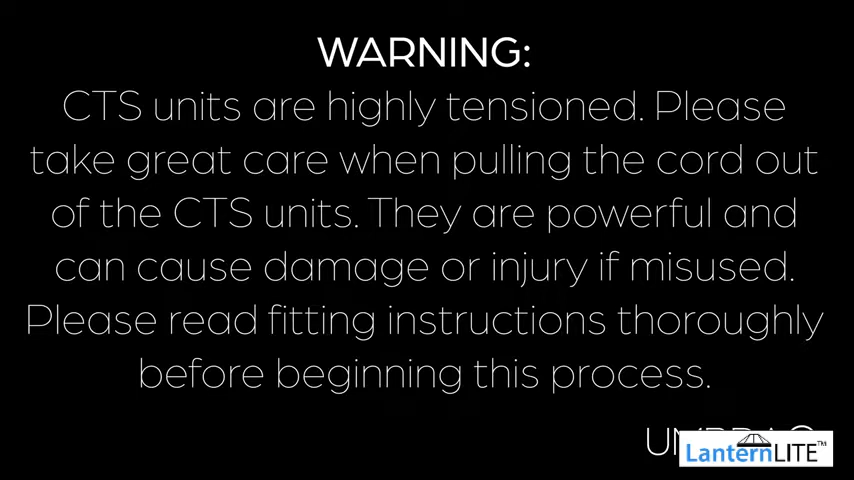 WARNING:
CTS units are highly tensioned. Please
take great care when pulling the cord out
of the CTS units. They are powerful and
can cause damage or injury if misused.
Please read fitting instructions thoroughly
before beginning this process.
LanternLITE™